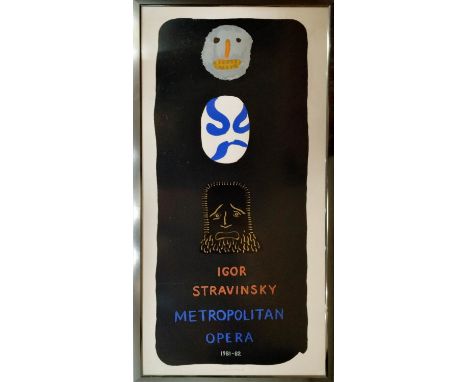 IGOR
STRAVINSKY
METROPOLITAN
OPERA
1981-82